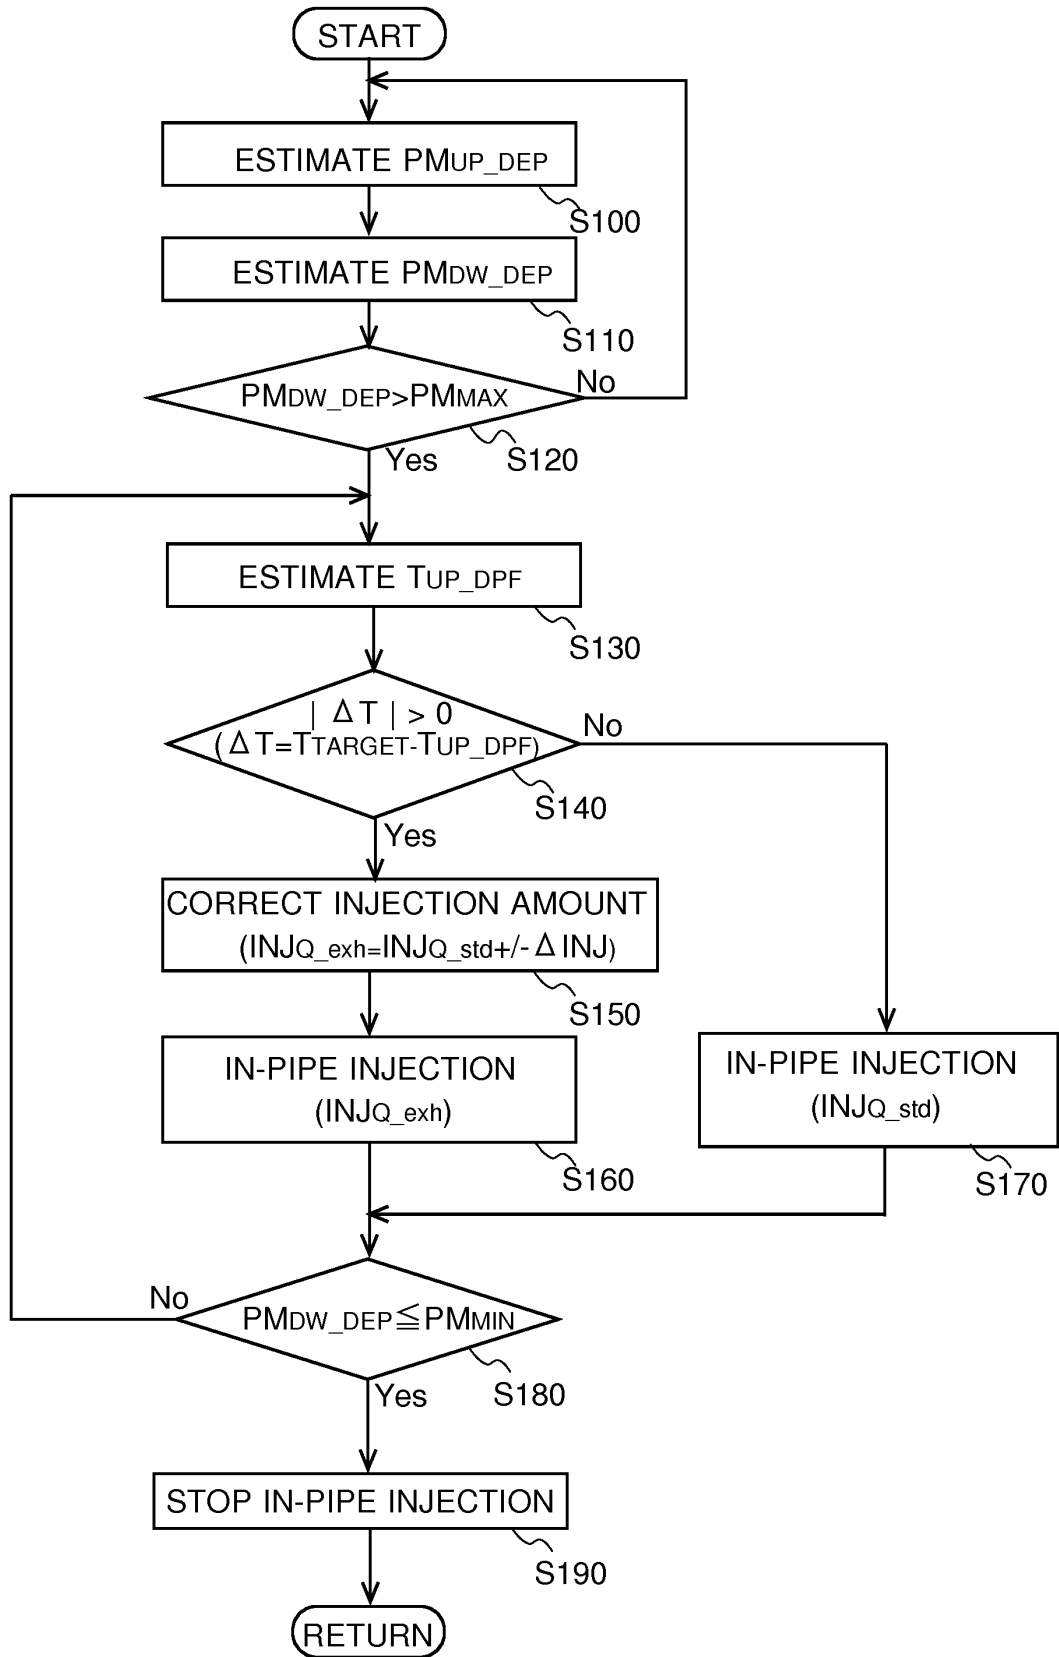 START
ESTIMATE PMUP_DEP
S100
ESTIMATE PMDW_DEP
S110
PMDW_DEP>PMMAX
No
S120
Yes
ESTIMATE TUP_DPF
S130
| ΔT | > 0
(ΔT=TTARGET-TUP_DPF)
No
S140
Yes
CORRECT INJECTION AMOUNT
(INJQ_exh=INJQ_std+/-ΔINJ)
S150
IN-PIPE INJECTION
(INJQ_exh)
S160
IN-PIPE INJECTION
(INJQ_std)
S170
No
PMDW_DEP≦PMMIN
S180
Yes
STOP IN-PIPE INJECTION
S190
RETURN